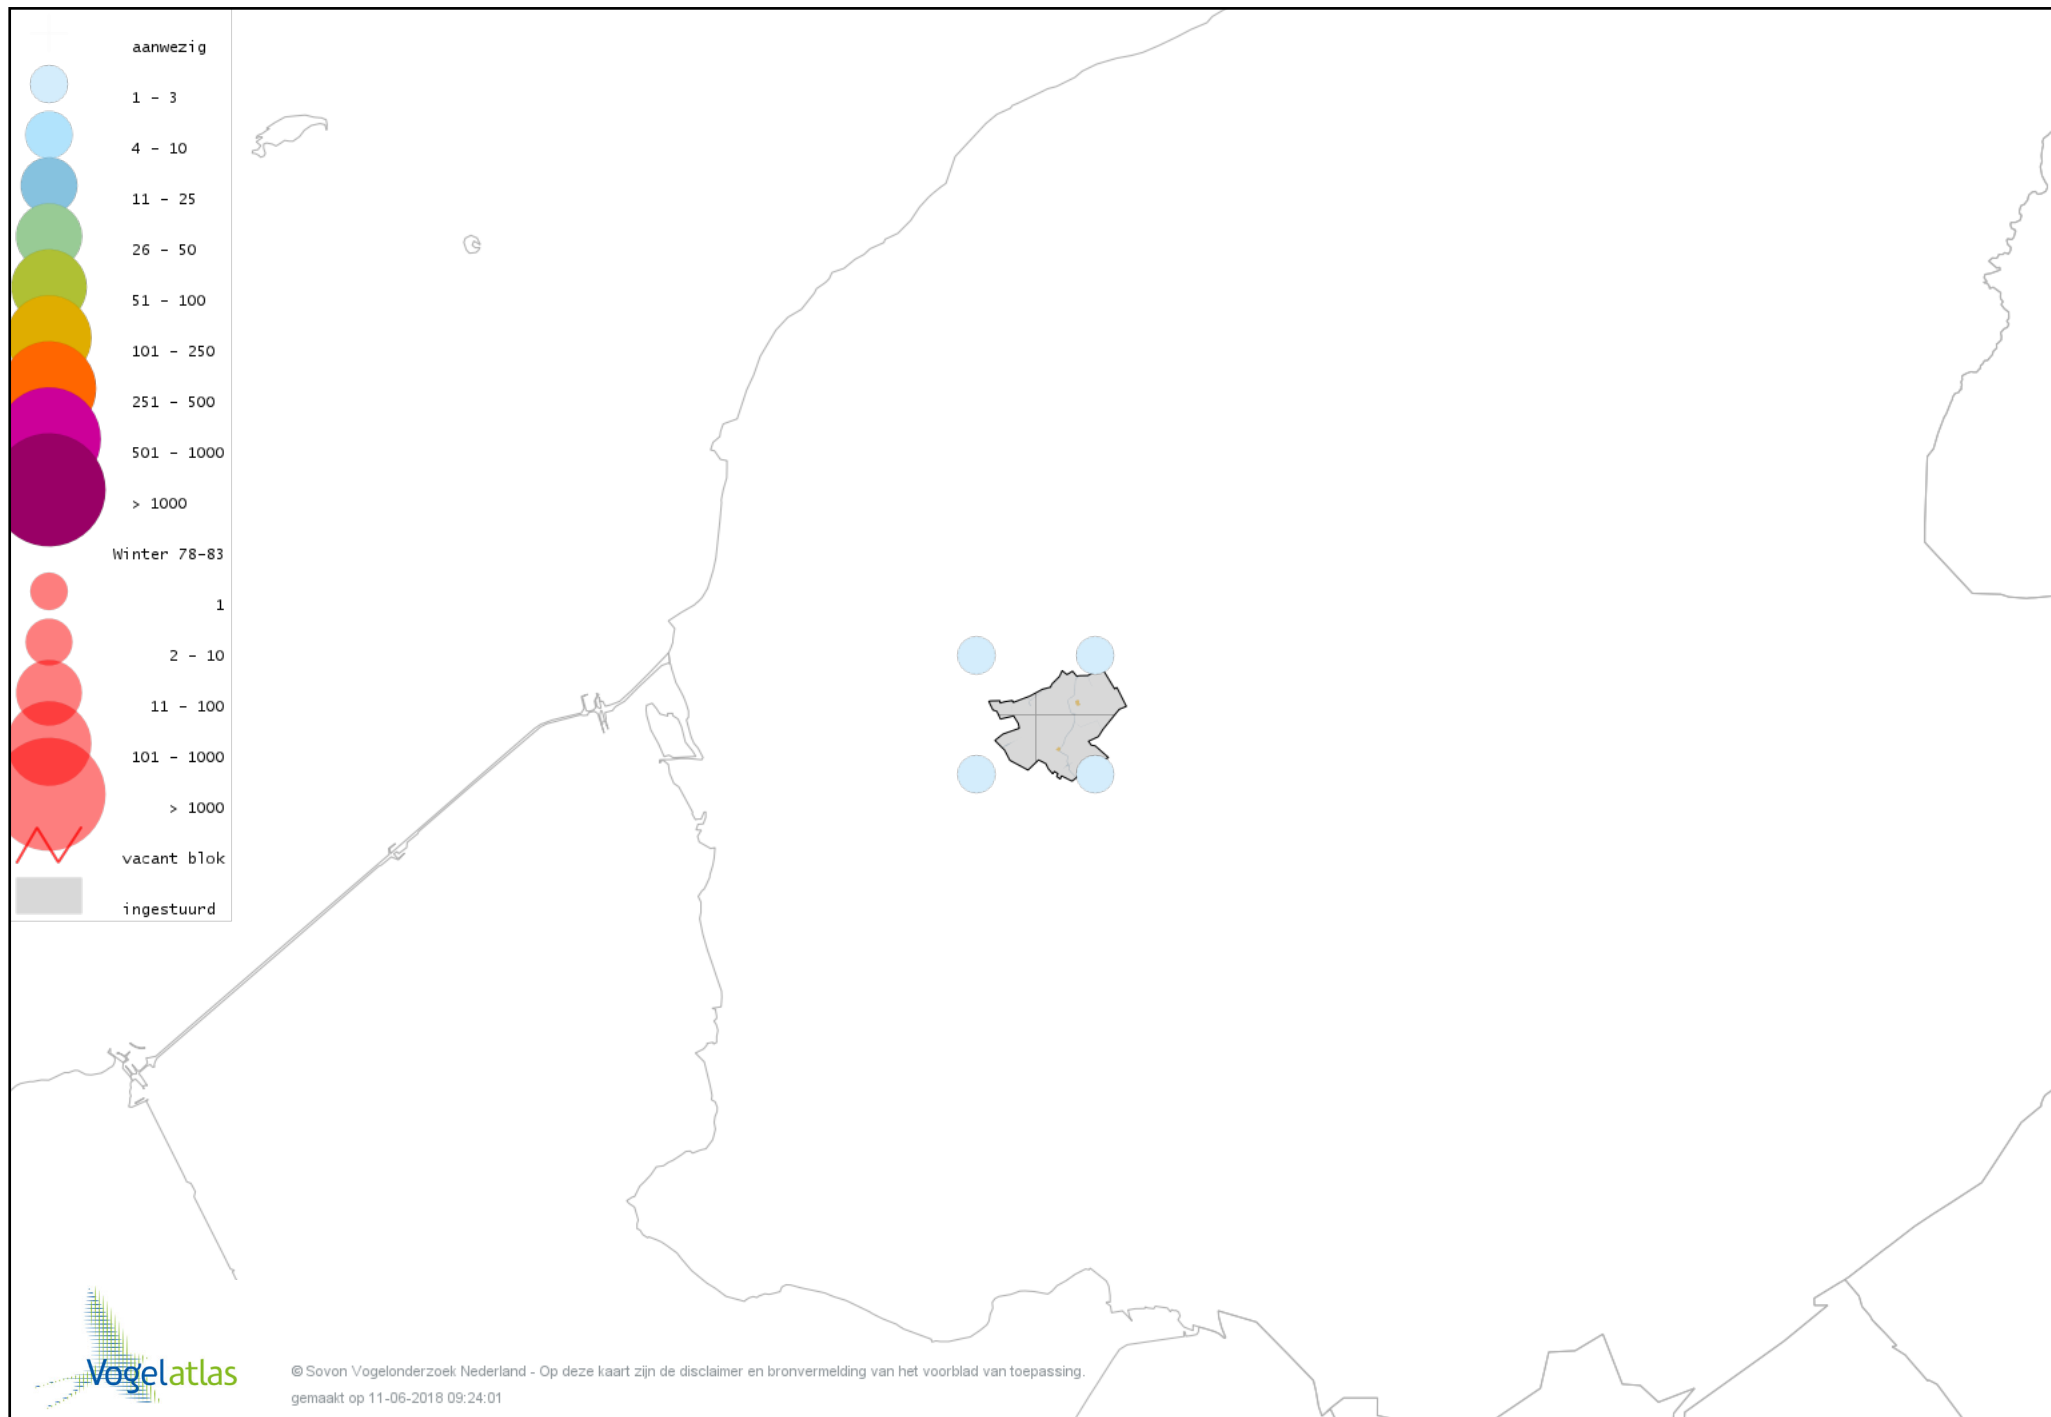 aanwezig
1 - 3
4 - 10
11 - 25
26 - 50
51 - 100
101 - 250
251 - 500
501 - 1000
> 1000
Winter 78-83
1
2 - 10
11 - 100
101 - 1000
> 1000
vacant blok
ingestuurd
Vogelatlas
© Sovon Vogelonderzoek Nederland - Op deze kaart zijn de disclaimer en bronvermelding van het voorblad van toepassing.
gemaakt op 11-06-2018 09:24:01